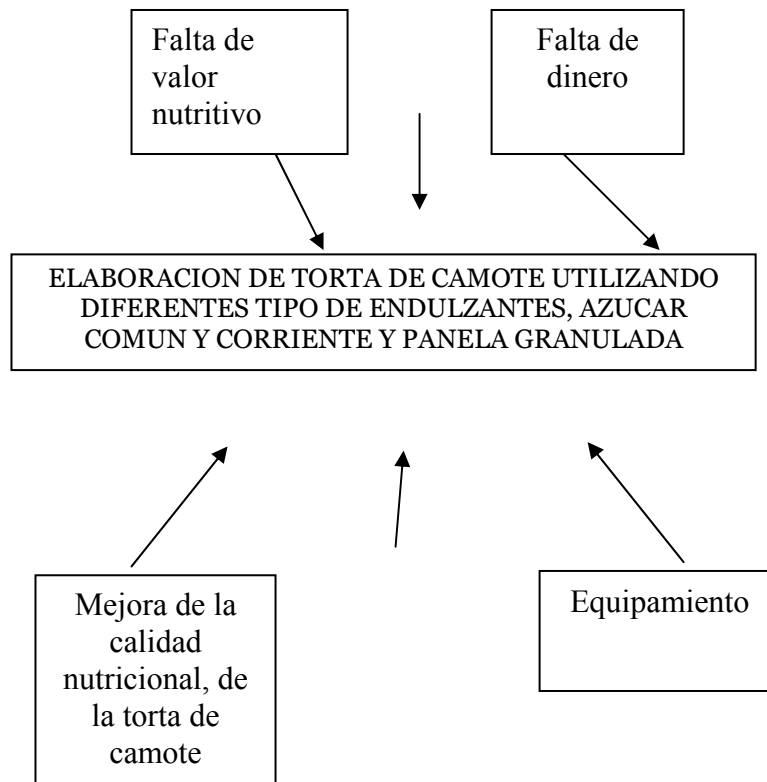 Falta de
valor
nutritivo
Falta de
dinero
ELABORACION DE TORTA DE CAMOTE UTILIZANDO
DIFERENTES TIPO DE ENDULZANTES, AZUCAR
COMUN Y CORRIENTE Y PANELA GRANULADA
Mejora de la
calidad
nutricional, de
la torta de
camote
Equipamiento